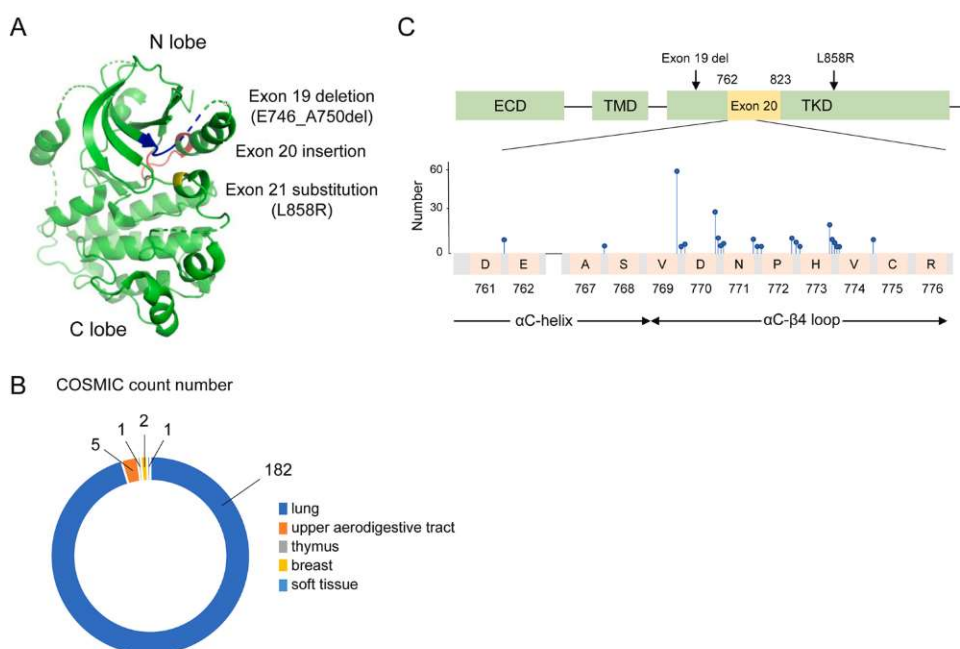 A
N lobe
Exon 19 deletion
(E746_A750del)
Exon 20 insertion
Exon 21 substitution
(L858R)
C lobe
B
COSMIC count number
5
1
2
1
182
lung
upper aerodigestive tract
thymus
breast
soft tissue
C
Exon 19 del
L858R
762
823
ECD
TMD
Exon 20
TKD
Number
60
30
0
D E A S V D N P H V C R
761 762 767 768 769 770 771 772 773 774 775 776
αC-helix
αC-β4 loop